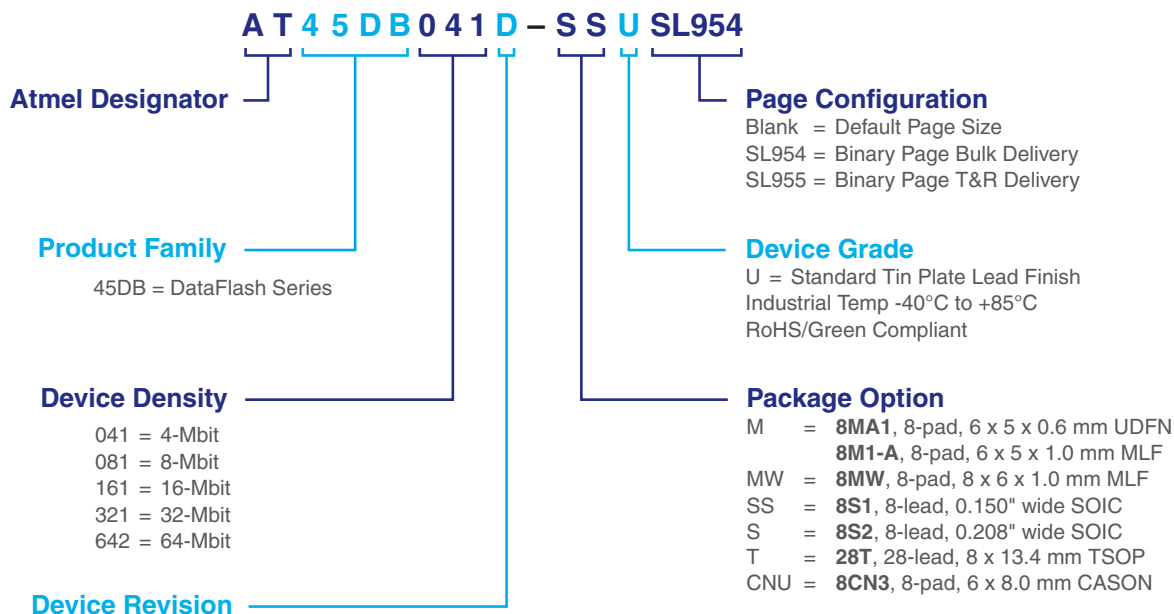 AT45DB041D – SSU SL954
Atmel Designator
Product Family
45DB = DataFlash Series
Device Density
041 = 4-Mbit
081 = 8-Mbit
161 = 16-Mbit
321 = 32-Mbit
642 = 64-Mbit
Device Revision
Page Configuration
Blank = Default Page Size
SL954 = Binary Page Bulk Delivery
SL955 = Binary Page T&R Delivery
Device Grade
U = Standard Tin Plate Lead Finish
Industrial Temp -40°C to +85°C
RoHS/Green Compliant
Package Option
M = 8MA1, 8-pad, 6 x 5 x 0.6 mm UDFN
8M1-A, 8-pad, 6 x 5 x 1.0 mm MLF
MW = 8MW, 8-pad, 8 x 6 x 1.0 mm MLF
SS = 8S1, 8-lead, 0.150" wide SOIC
S = 8S2, 8-lead, 0.208" wide SOIC
T = 28T, 28-lead, 8 x 13.4 mm TSOP
CNU = 8CN3, 8-pad, 6 x 8.0 mm CASON